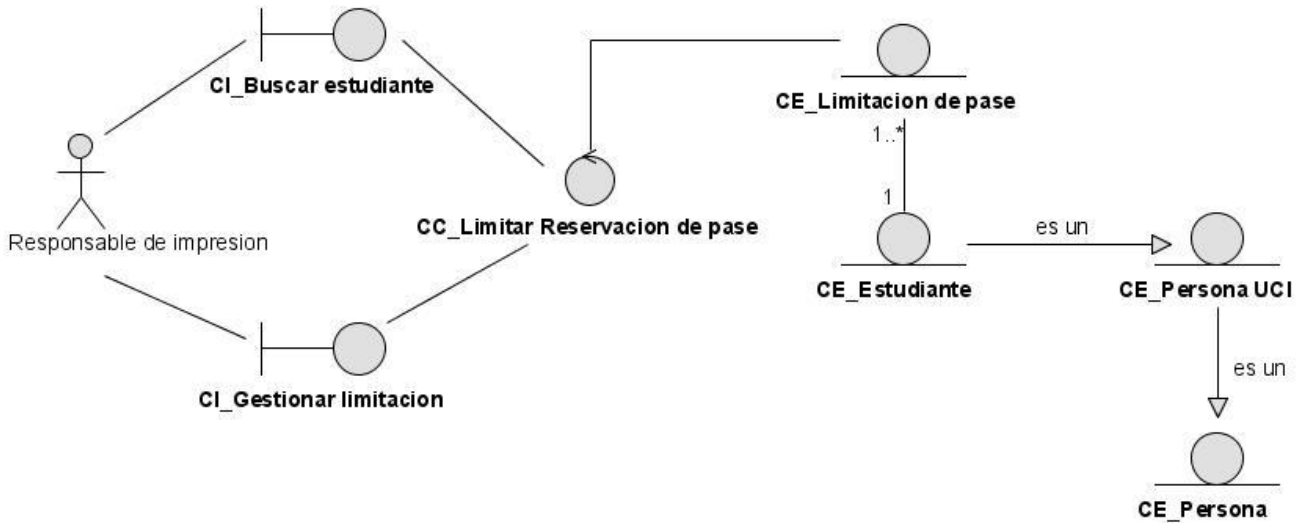 CI_Buscar estudiante
CE_Limitacion de pase
1..*
1
Responsable de impresion
CC_Limitar Reservacion de pase
es un
CE_Estudiante
CE_Persona UCI
es un
CI_Gestionar limitacion
CE_Persona